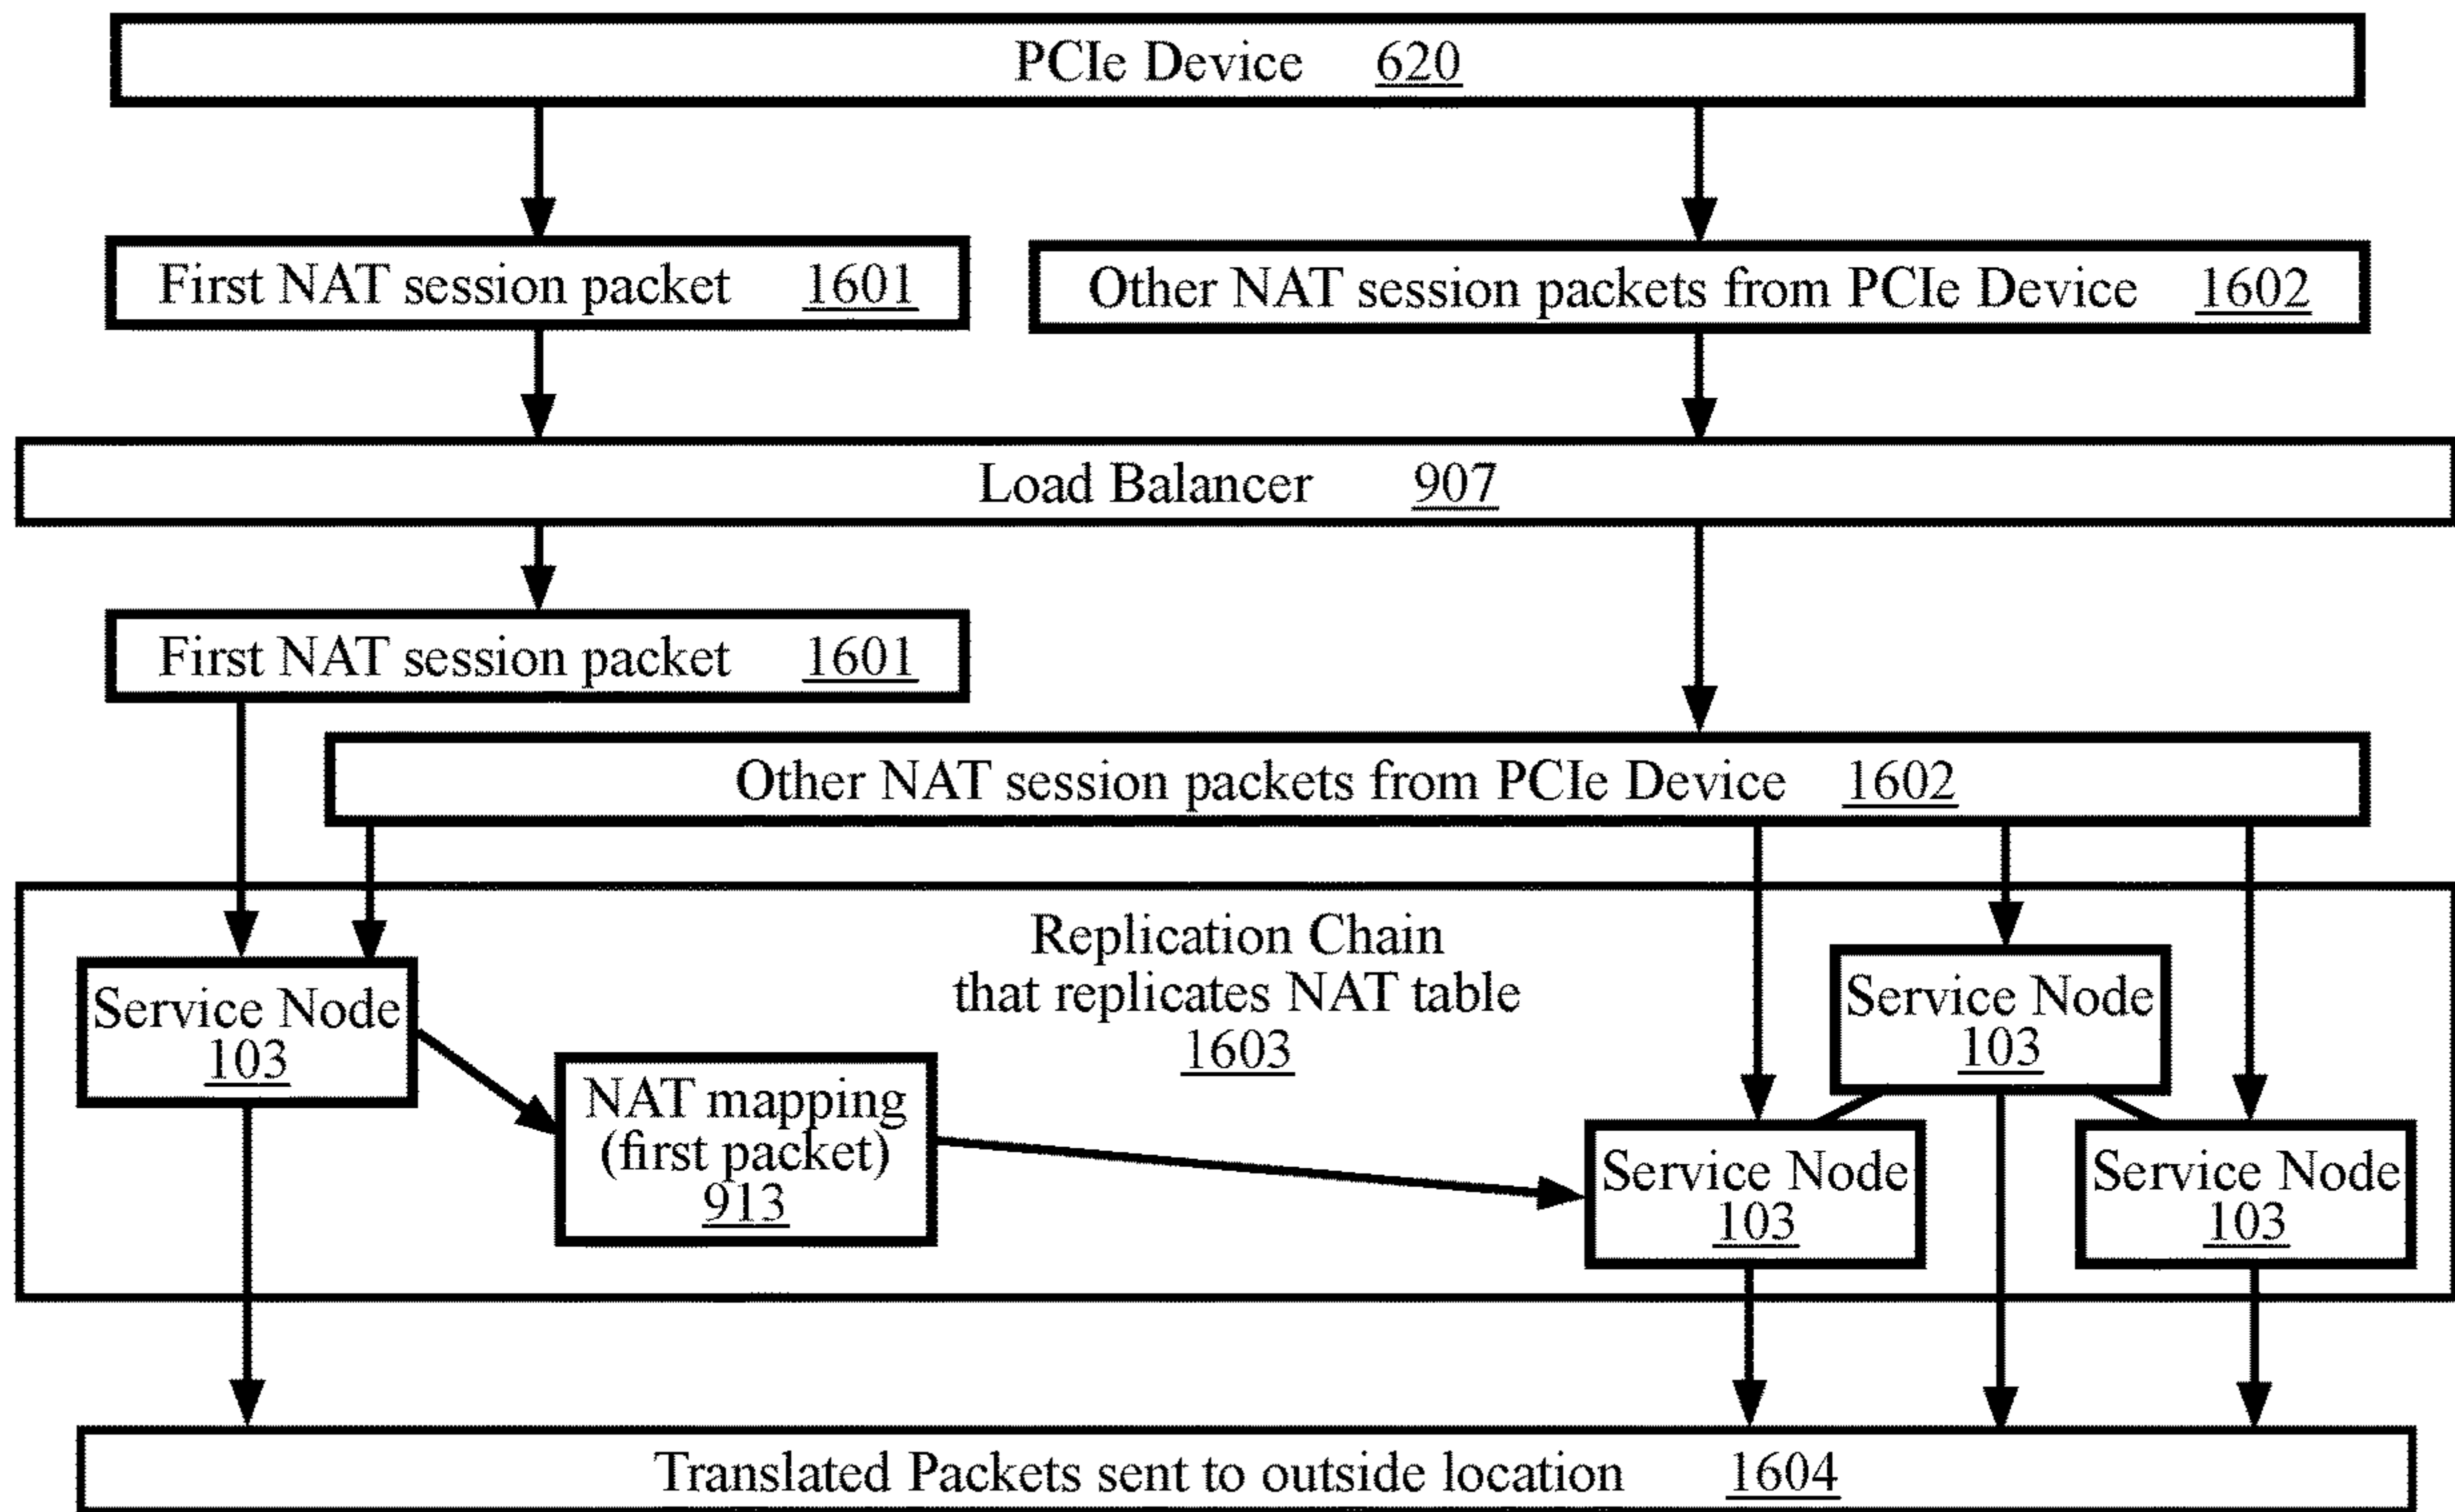 PCIe Device 620
First NAT session packet 1601
Other NAT session packets from PCIe Device 1602
Load Balancer 907
First NAT session packet 1601
Other NAT session packets from PCIe Device 1602
Replication Chain
that replicates NAT table
1603
Service Node
103
Service Node
103
NAT mapping
(first packet)
913
Service Node
103
Service Node
103
Translated Packets sent to outside location 1604